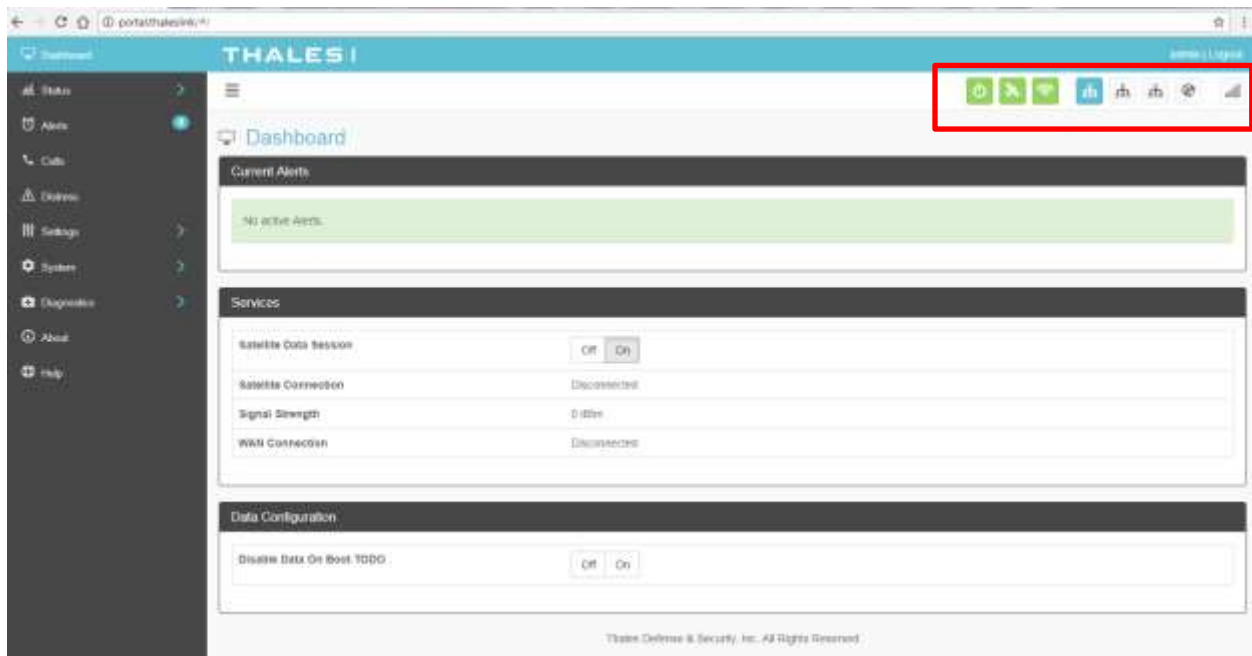 Dashboard
THALES
admin | Logout
Status
Alerts
Calls
Distress
Settings
System
Diagnostics
About
Help
Dashboard
Current Alerts
No active Alerts.
Services
Satellite Data Session Off On
Satellite Connection Disconnected
Signal Strength 0 dBm
WAN Connection Disconnected
Data Configuration
Disable Data On Boot TODO Off On
Thales Defense & Security, Inc. All Rights Reserved